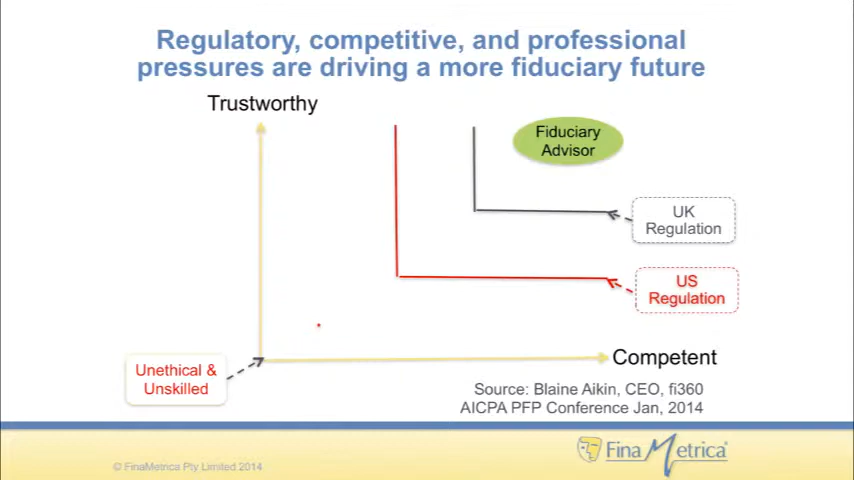 Regulatory, competitive, and professional
pressures are driving a more fiduciary future
Trustworthy
Fiduciary
Advisor
UK
Regulation
US
Regulation
Unethical &
Unskilled
Competent
Source: Blaine Aikin, CEO, fi360
AICPA PFP Conference Jan, 2014
© FinaMetrica Pty Limited 2014
FinaMetrica